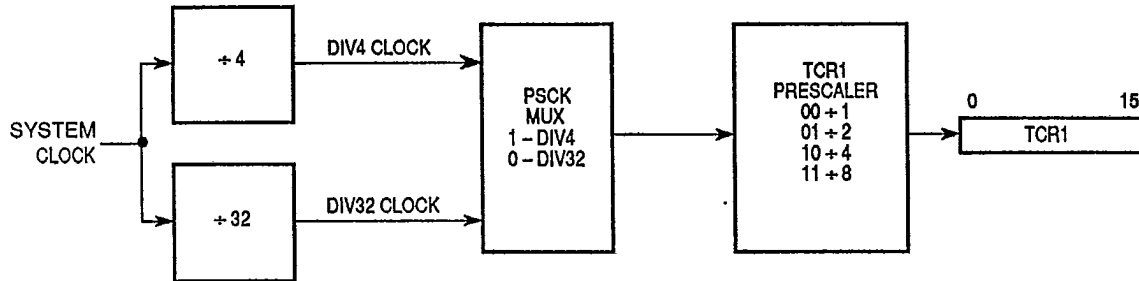 SYSTEM
CLOCK
÷ 4
DIV4 CLOCK
÷ 32
DIV32 CLOCK
PSCK
MUX
1 – DIV4
0 – DIV32
TCR1
PRESCALER
00 ÷ 1
01 ÷ 2
10 ÷ 4
11 ÷ 8
0 15
TCR1